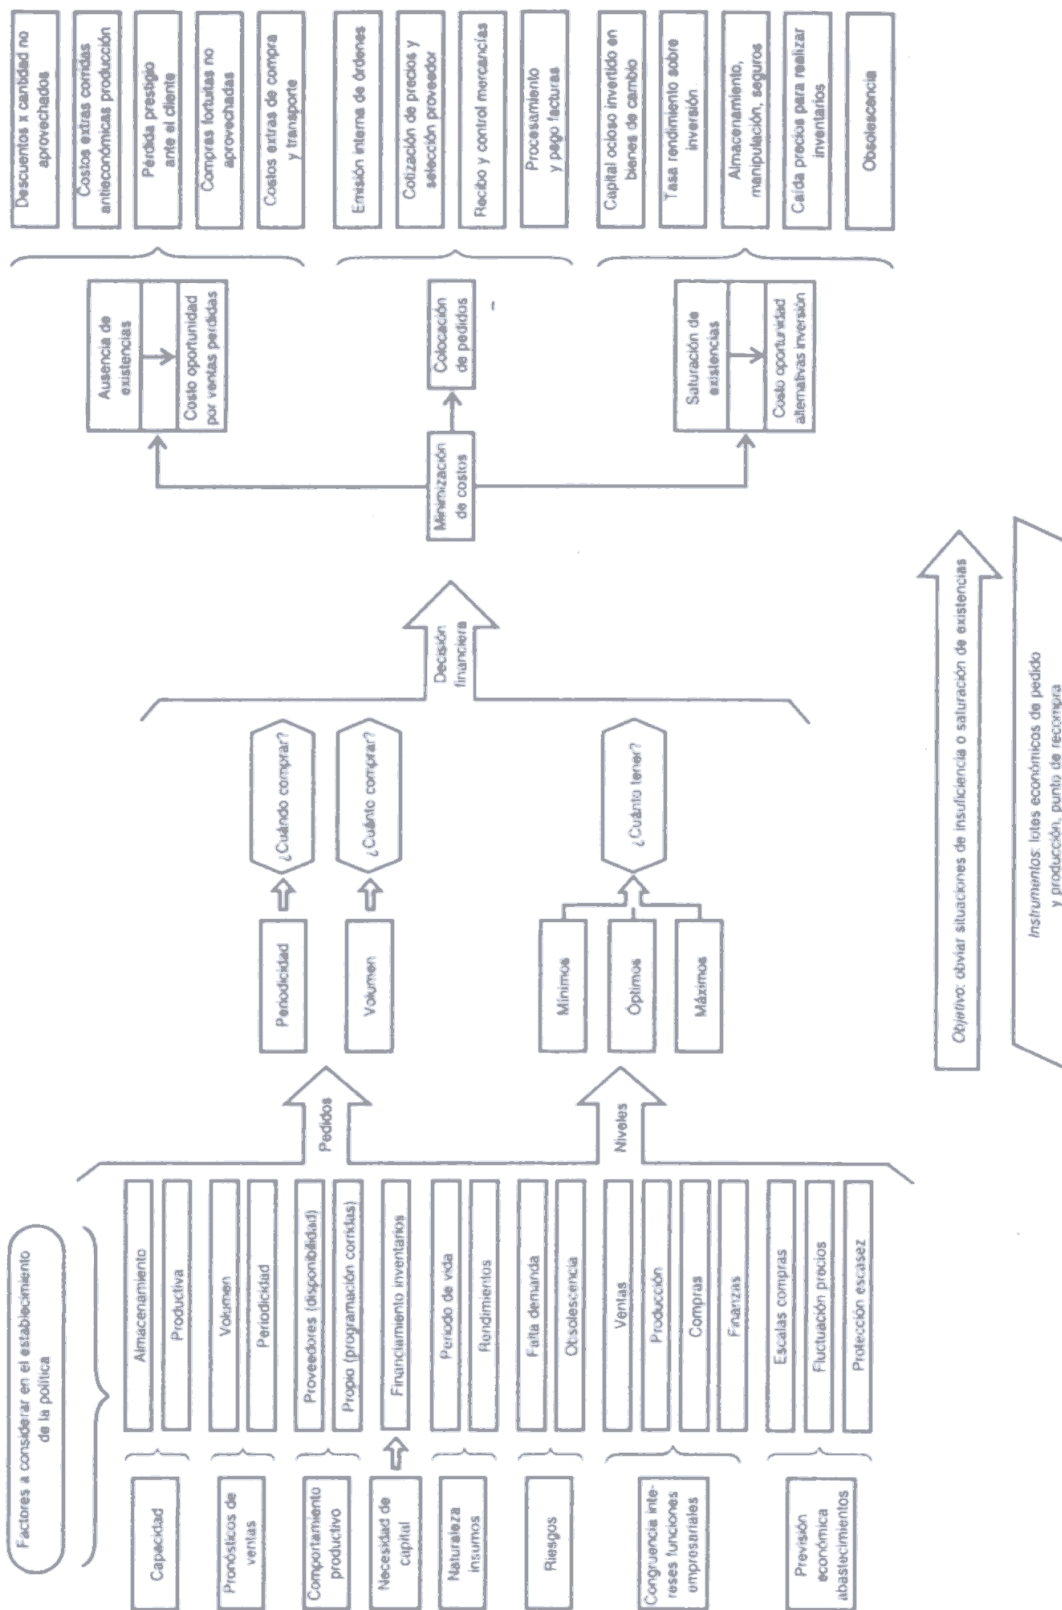 Factores a considerar en el establecimiento
de la política
Capacidad
Almacenamiento
Productiva
Pronósticos de
ventas
Volumen
Periodicidad
Comportamiento
productivo
Proveedores (disponibilidad)
Propio (programación corridas)
Necesidad de
capital
Financiamiento inventarios
Naturaleza
insumos
Periodo de vida
Rendimientos
Riesgos
Falta demanda
Obsolescencia
Congruencia inte-
reses funciones
empresariales
Ventas
Producción
Compras
Finanzas
Previsión
económica
abastecimientos
Escalas compras
Fluctuación precios
Protección escasez
Pedidos
Niveles
Periodicidad
Volumen
Mínimos
Óptimos
Máximos
¿Cuándo comprar?
¿Cuánto comprar?
¿Cuánto tener?
Decisión
financiera
Minimización
de costos
Ausencia de
existencias
Costo oportunidad
por ventas perdidas
Colocación
de pedidos
Saturación de
existencias
Costo oportunidad
alternativas inversión
Descuentos x cantidad no
aprovechados
Costos extras corridas
antieconómicas producción
Pérdida prestigio
ante el cliente
Compras fortuitas no
aprovechadas
Costos extras de compra
y transporte
Emisión interna de órdenes
Cotización de precios y
selección proveedor
Recibo y control mercancías
Procesamiento
y pago facturas
Capital ocioso invertido en
bienes de cambio
Tasa rendimiento sobre
inversión
Almacenamiento,
manipulación, seguros
Caída precios para realizar
inventarios
Obsolescencia
Objetivo: obviar situaciones de insuficiencia o saturación de existencias
Instrumentos: lotes económicos de pedido
y producción, punto de recompra